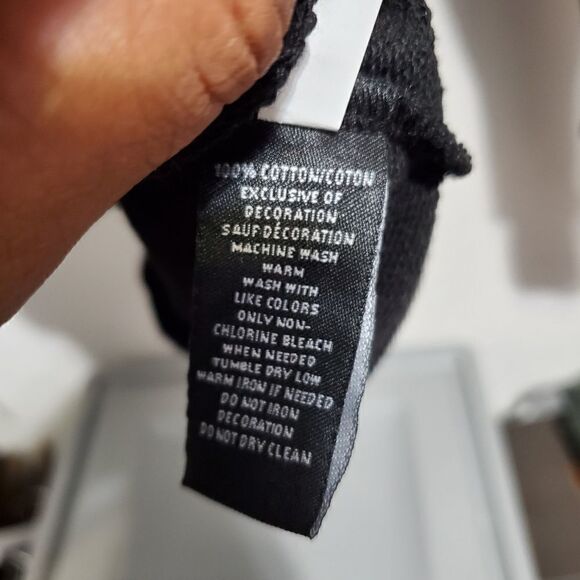 100% COTTON/COTON
EXCLUSIVE OF
DECORATION
SAUF DÉCORATION
MACHINE WASH
WARM
WASH WITH
LIKE COLORS
ONLY NON-
CHLORINE BLEACH
WHEN NEEDED
TUMBLE DRY LOW
WARM IRON IF NEEDED
DO NOT IRON
DECORATION
DO NOT DRY CLEAN